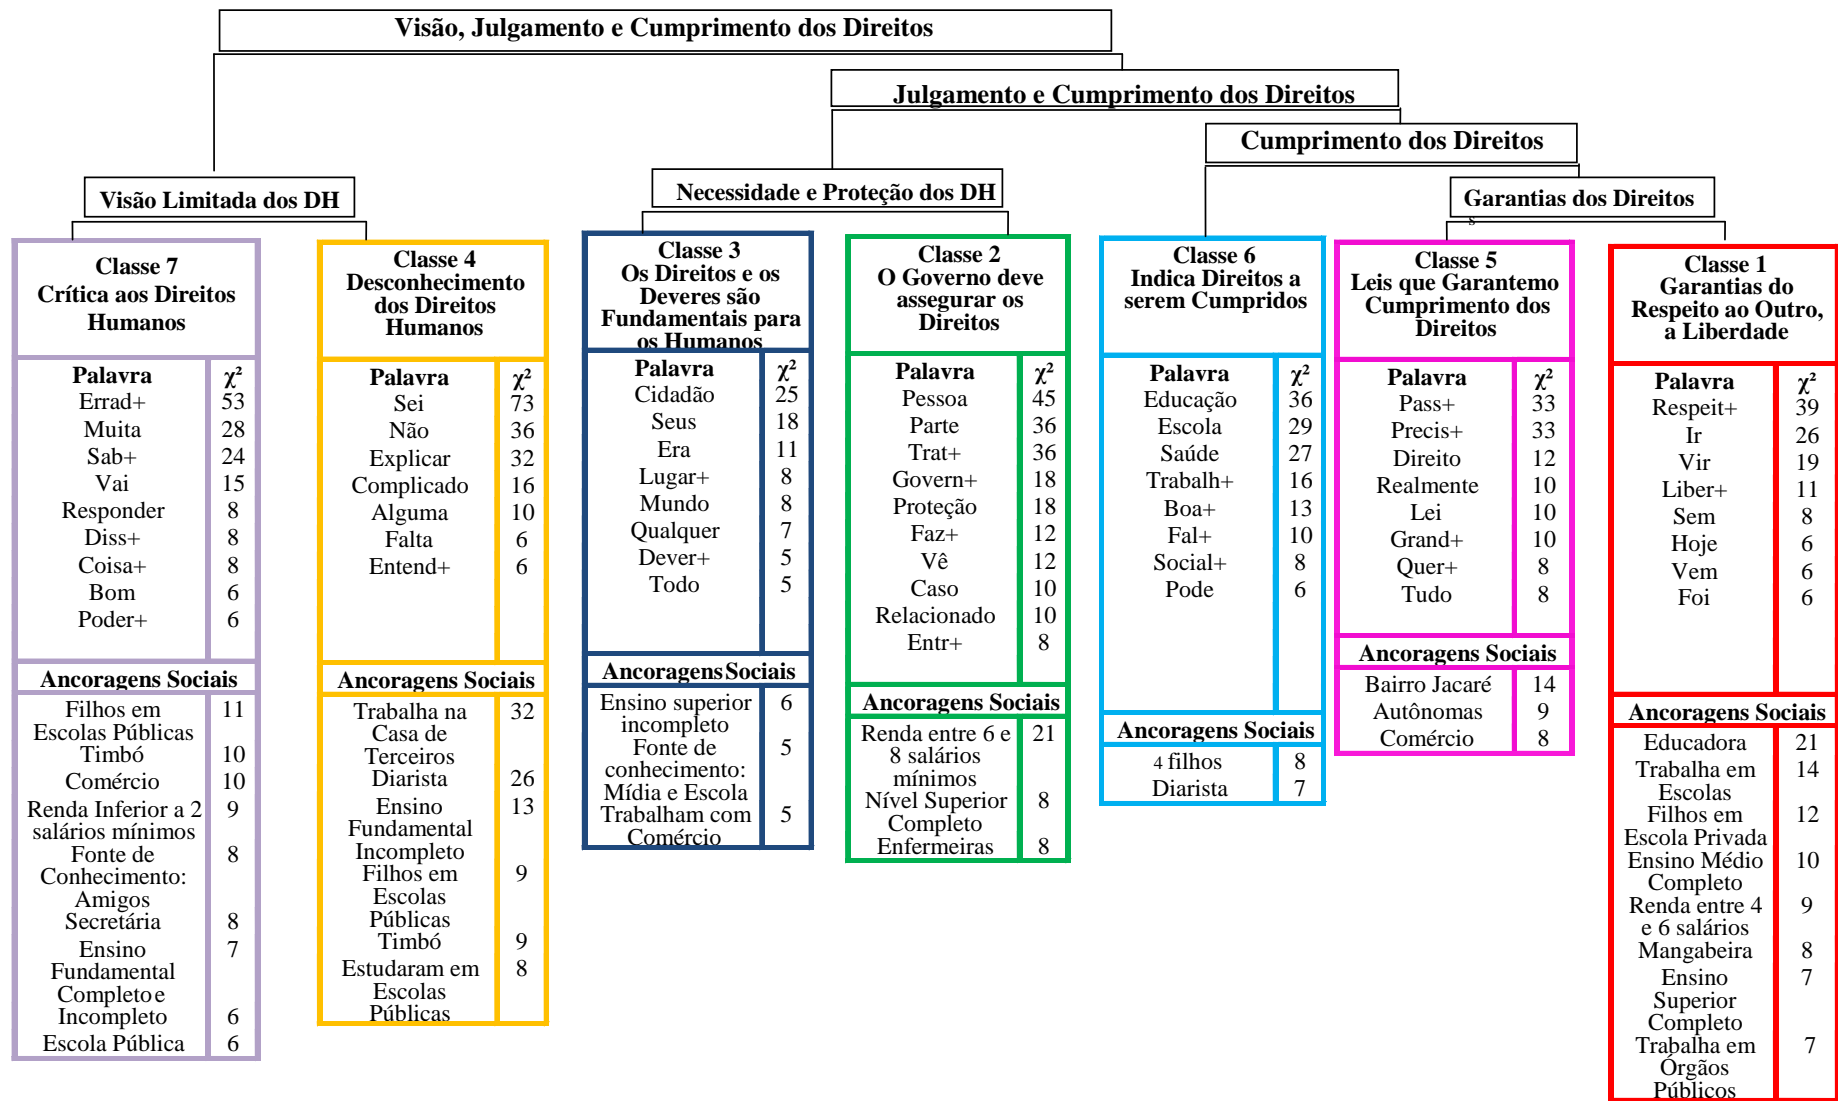 Visão, Julgamento e Cumprimento dos Direitos
Julgamento e Cumprimento dos Direitos
Cumprimento dos Direitos
Visão Limitada dos DH
Necessidade e Proteção dos DH
Garantias dos Direitos
s
Classe 7
Crítica aos Direitos
Humanos
Palavra χ²
Errad+ 53
Muita 28
Sab+ 24
Vai 15
Responder 8
Diss+ 8
Coisa+ 8
Bom 6
Poder+ 6
Ancoragens Sociais
Filhos em 11
Escolas Públicas
Timbó 10
Comércio 10
Renda Inferior a 2 9
salários mínimos
Fonte de 8
Conhecimento:
Amigos
Secretária 8
Ensino 7
Fundamental
Completo e
Incompleto 6
Escola Pública 6
Classe 4
Desconhecimento
dos Direitos
Humanos
Palavra χ²
Sei 73
Não 36
Explicar 32
Complicado 16
Alguma 10
Falta 6
Entend+ 6
Ancoragens Sociais
Trabalha na 32
Casa de
Terceiros
Diarista 26
Ensino 13
Fundamental
Incompleto
Filhos em 9
Escolas
Públicas
Timbó 9
Estudaram em 8
Escolas
Públicas
Classe 3
Os Direitos e os
Deveres são
Fundamentais para
os Humanos
Palavra χ²
Cidadão 25
Seus 18
Era 11
Lugar+ 8
Mundo 8
Qualquer 7
Dever+ 5
Todo 5
Ancoragens Sociais
Ensino superior 6
incompleto
Fonte de 5
conhecimento:
Mídia e Escola
Trabalham com 5
Comércio
Classe 2
O Governo deve
assegurar os
Direitos
Palavra χ²
Pessoa 45
Parte 36
Trat+ 36
Govern+ 18
Proteção 18
Faz+ 12
Vê 12
Caso 10
Relacionado 10
Entr+ 8
Ancoragens Sociais
Renda entre 6 e 21
8 salários
mínimos
Nível Superior 8
Completo
Enfermeiras 8
Classe 6
Indica Direitos a
serem Cumpridos
Palavra χ²
Educação 36
Escola 29
Saúde 27
Trabalh+ 16
Boa+ 13
Fal+ 10
Social+ 8
Pode 6
Ancoragens Sociais
4 filhos 8
Diarista 7
Classe 5
Leis que Garantemo
Cumprimento dos
Direitos
Palavra χ²
Pass+ 33
Precis+ 33
Direito 12
Realmente 10
Lei 10
Grand+ 10
Quer+ 8
Tudo 8
Ancoragens Sociais
Bairro Jacaré 14
Autônomas 9
Comércio 8
Classe 1
Garantias do
Respeito ao Outro,
a Liberdade
Palavra χ²
Respeit+ 39
Ir 26
Vir 19
Liber+ 11
Sem 8
Hoje 6
Vem 6
Foi 6
Ancoragens Sociais
Educadora 21
Trabalha em 14
Escolas
Filhos em 12
Escola Privada
Ensino Médio 10
Completo
Renda entre 4 9
e 6 salários
Mangabeira 8
Ensino 7
Superior
Completo
Trabalha em 7
Órgãos
Públicos